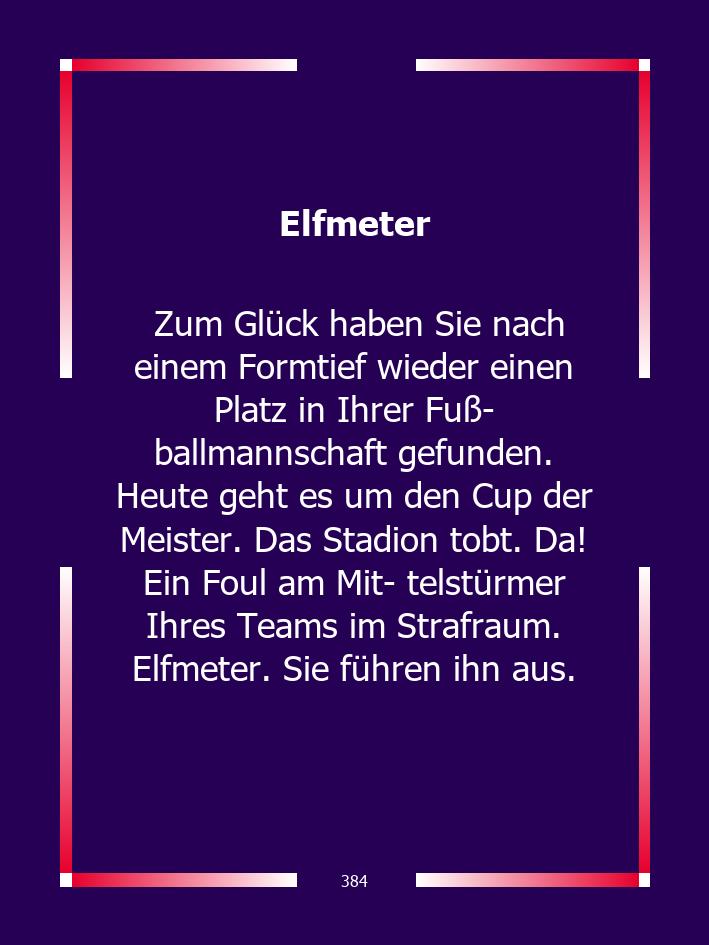 Elfmeter
Zum Glück haben Sie nach
einem Formtief wieder einen
Platz in Ihrer Fuß-
ballmannschaft gefunden.
Heute geht es um den Cup der
Meister. Das Stadion tobt. Da!
Ein Foul am Mit- telstürmer
Ihres Teams im Strafraum.
Elfmeter. Sie führen ihn aus.
384